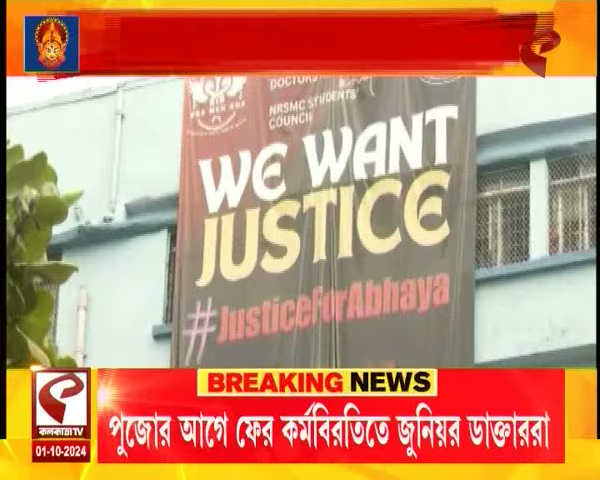 DOCTORS'
NRSMC STUDENTS'
COUNCIL
WE WANT
JUSTICE
#JusticeForAbhaya
BREAKING NEWS
কলকাতা TV
01-10-2024
পুজোর আগে ফের কর্মবিরতিতে জুনিয়র ডাক্তাররা